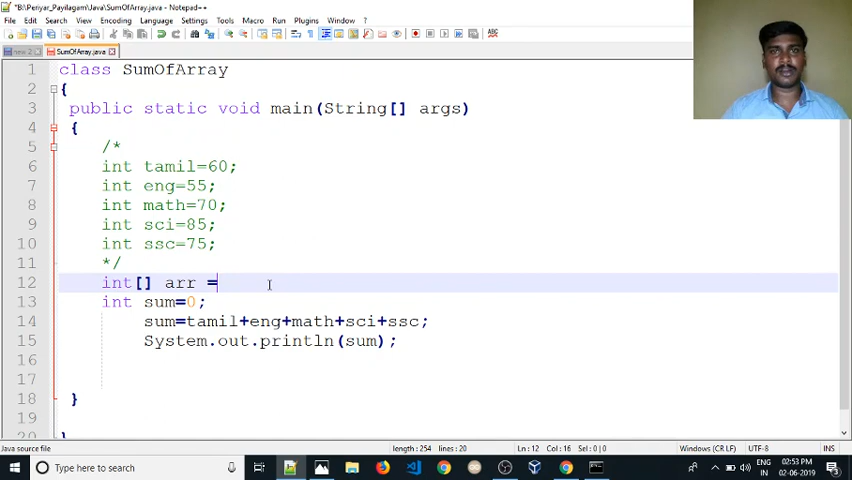 *B:\Periyar_Payilagam\Java\SumOfArray.java - Notepad++
File Edit Search View Encoding Language Settings Tools Macro Run Plugins Window ?
new 2 SumOfArray.java
1 class SumOfArray
2 {
3 public static void main(String[] args)
4 {
5 /*
6 int tamil=60;
7 int eng=55;
8 int math=70;
9 int sci=85;
10 int ssc=75;
11 */
12 int[] arr =
13 int sum=0;
14 sum=tamil+eng+math+sci+ssc;
15 System.out.println(sum);
16
17
18 }
19
20 }
Java source file length : 254 lines : 20 Ln : 12 Col : 16 Sel : 0 | 0 Windows (CR LF) UTF-8 INS
Type here to search ENG IN 02:53 PM 02-06-2019